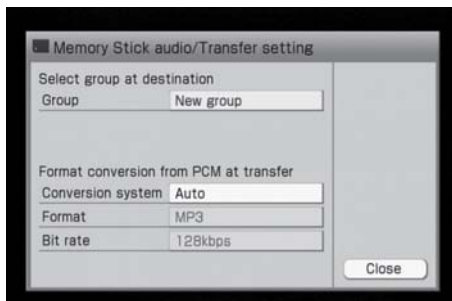 Memory Stick audio/Transfer setting
Select group at destination
Group New group
Format conversion from PCM at transfer
Conversion system Auto
Format MP3
Bit rate 128kbps
Close